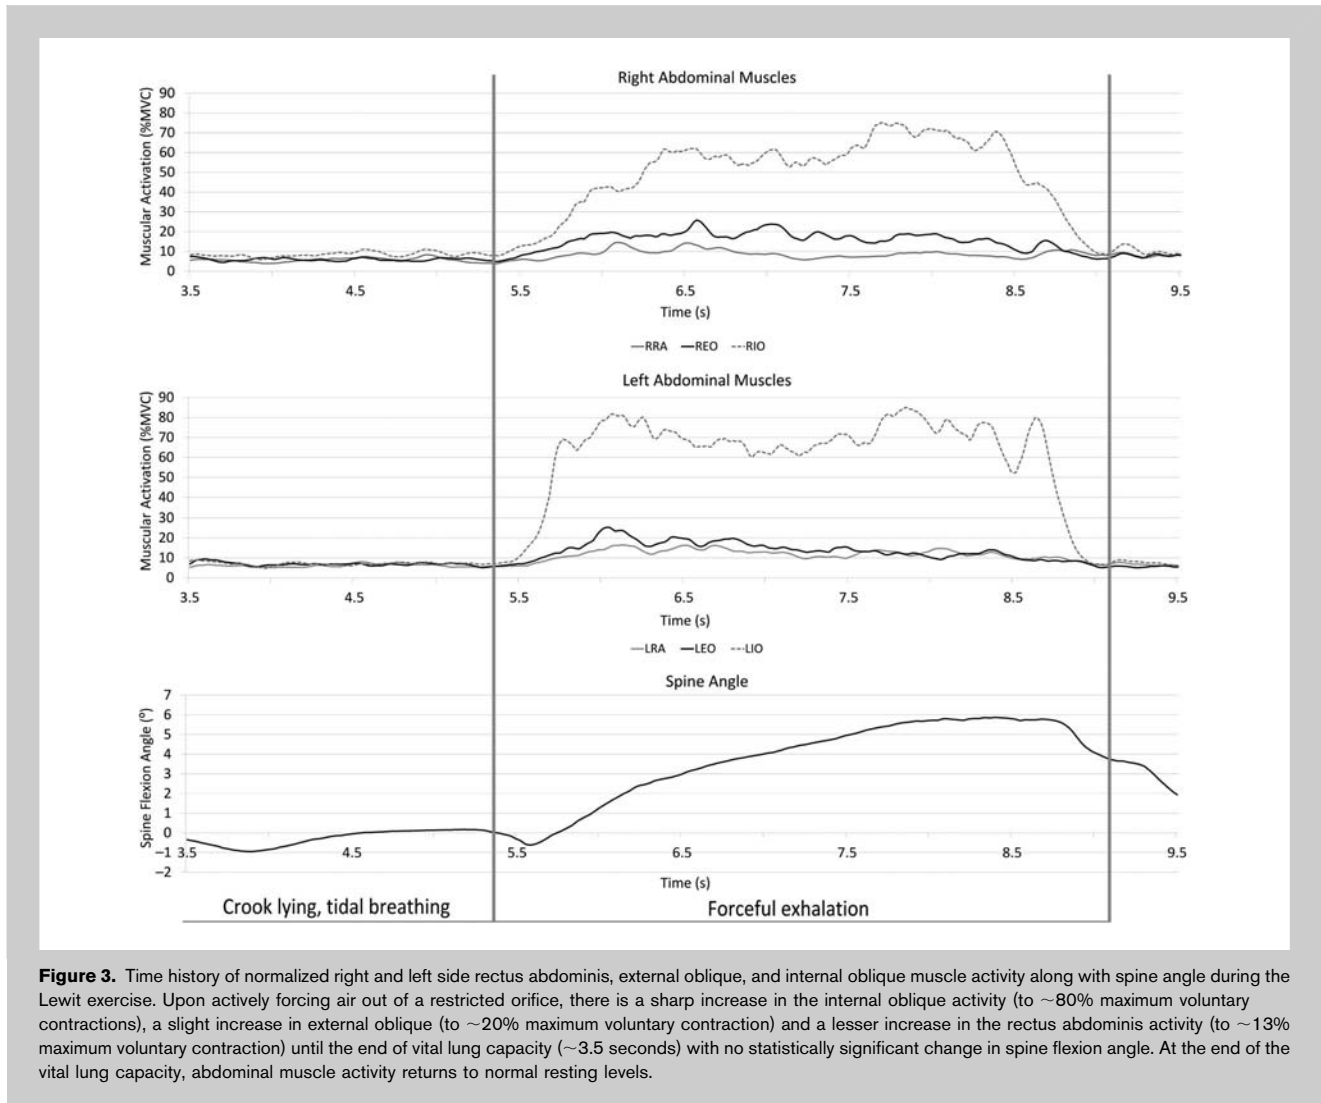 Right Abdominal Muscles
Muscular Activation (%MVC)
90
80
70
60
50
40
30
20
10
0
3.5 4.5 5.5 6.5 7.5 8.5 9.5
Time (s)
RRA REO RIO
Left Abdominal Muscles
Muscular Activation (%MVC)
90
80
70
60
50
40
30
20
10
0
3.5 4.5 5.5 6.5 7.5 8.5 9.5
Time (s)
LRA LEO LIO
Spine Angle
Spine Flexion Angle (º)
7
6
5
4
3
2
1
0
−1 3.5 4.5 5.5 6.5 7.5 8.5 9.5
−2
Time (s)
Crook lying, tidal breathing Forceful exhalation
Figure 3. Time history of normalized right and left side rectus abdominis, external oblique, and internal oblique muscle activity along with spine angle during the
Lewit exercise. Upon actively forcing air out of a restricted orifice, there is a sharp increase in the internal oblique activity (to ∼80% maximum voluntary
contractions), a slight increase in external oblique (to ∼20% maximum voluntary contraction) and a lesser increase in the rectus abdominis activity (to ∼13%
maximum voluntary contraction) until the end of vital lung capacity (∼3.5 seconds) with no statistically significant change in spine flexion angle. At the end of the
vital lung capacity, abdominal muscle activity returns to normal resting levels.